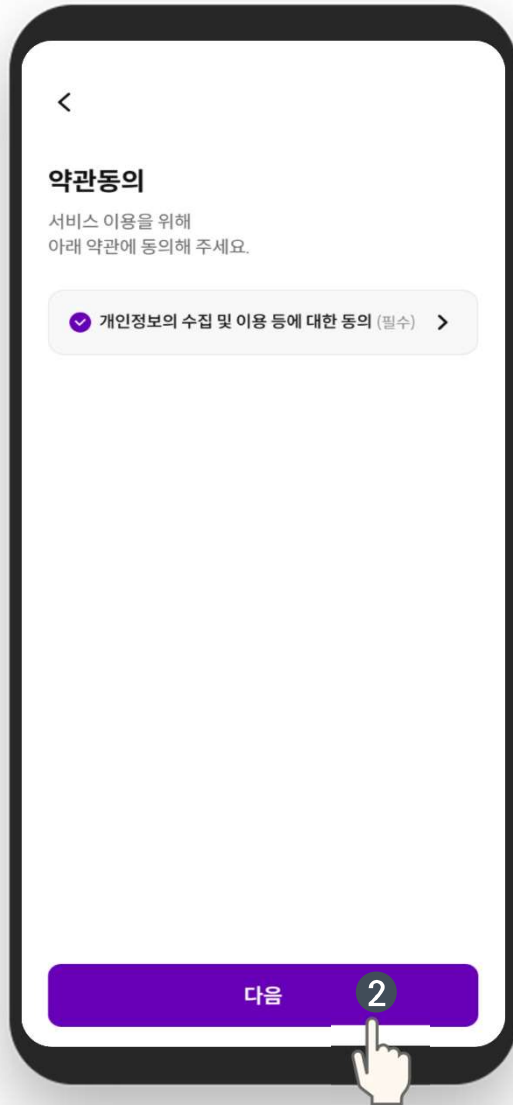 약관동의
서비스 이용을 위해
아래 약관에 동의해 주세요.
개인정보의 수집 및 이용 등에 대한 동의 (필수)
다음
2